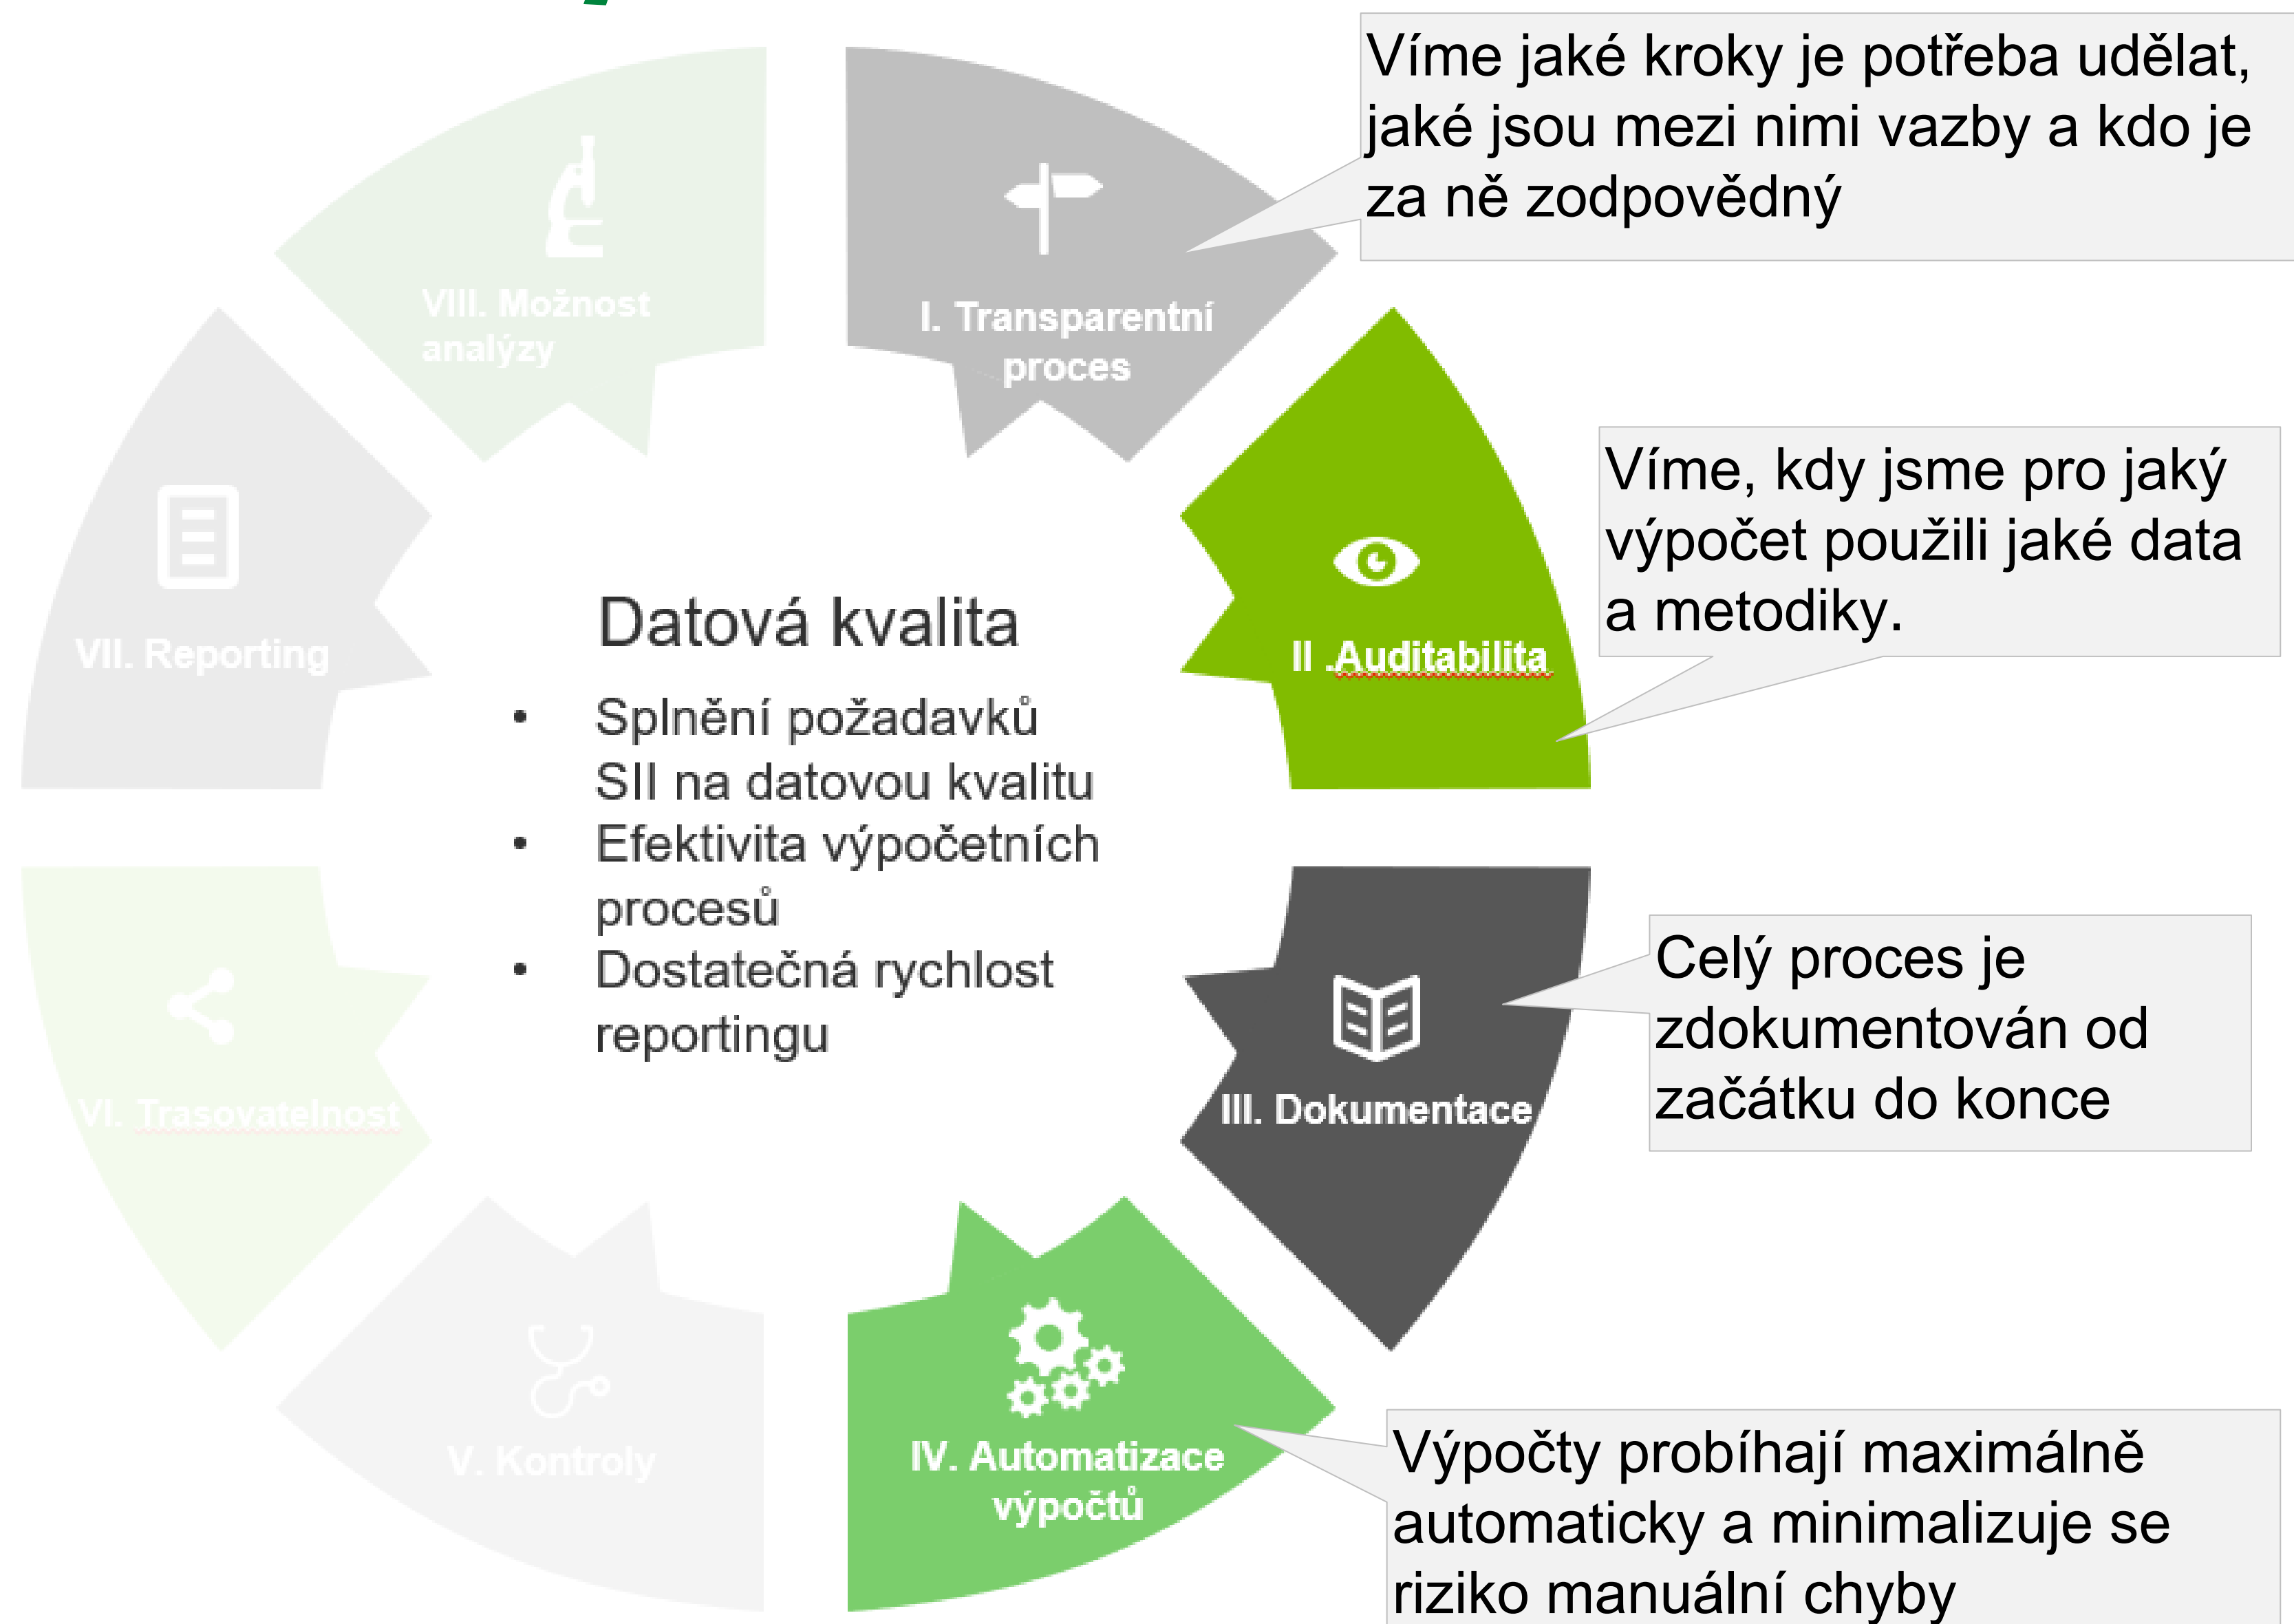 Víme jaké kroky je potřeba udělat,
jaké jsou mezi nimi vazby a kdo je
za ně zodpovědný
VIII. Možnost
analýzy
I. Transparentní
proces
Víme, kdy jsme pro jaký
výpočet použili jaké data
a metodiky.
VII. Reporting
II .Auditabilita
Datová kvalita
• Splnění požadavků
SII na datovou kvalitu
• Efektivita výpočetních
procesů
• Dostatečná rychlost
reportingu
Celý proces je
zdokumentován od
začátku do konce
VI. Trasovatelnost
III. Dokumentace
V. Kontroly
IV. Automatizace
výpočtů
Výpočty probíhají maximálně
automaticky a minimalizuje se
riziko manuální chyby